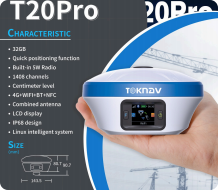 T20Pro
20Pro
CHARACTERISTIC
• 32GB
• Quick positioning function
• Built-in 5W Radio
• 1408 channels
• Centimeter level
• 4G+WIFI+BT+NFC
• Combined antenna
• LCD display
• IP68 design
• Linux intelligent system
TOKNAV
SIZE
(mm)